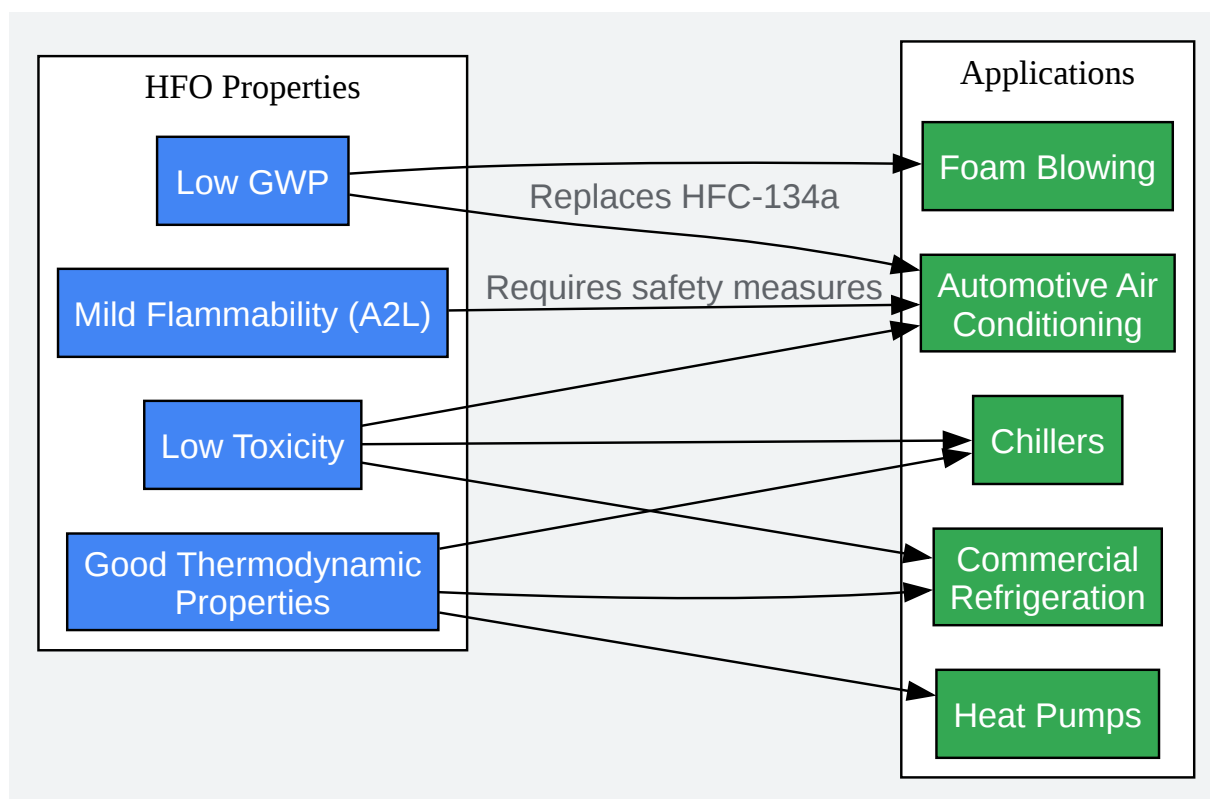 HFO Properties
Low GWP
Mild Flammability (A2L)
Low Toxicity
Good Thermodynamic
Properties
Replaces HFC-134a
Requires safety measures
Applications
Foam Blowing
Automotive Air
Conditioning
Chillers
Commercial
Refrigeration
Heat Pumps